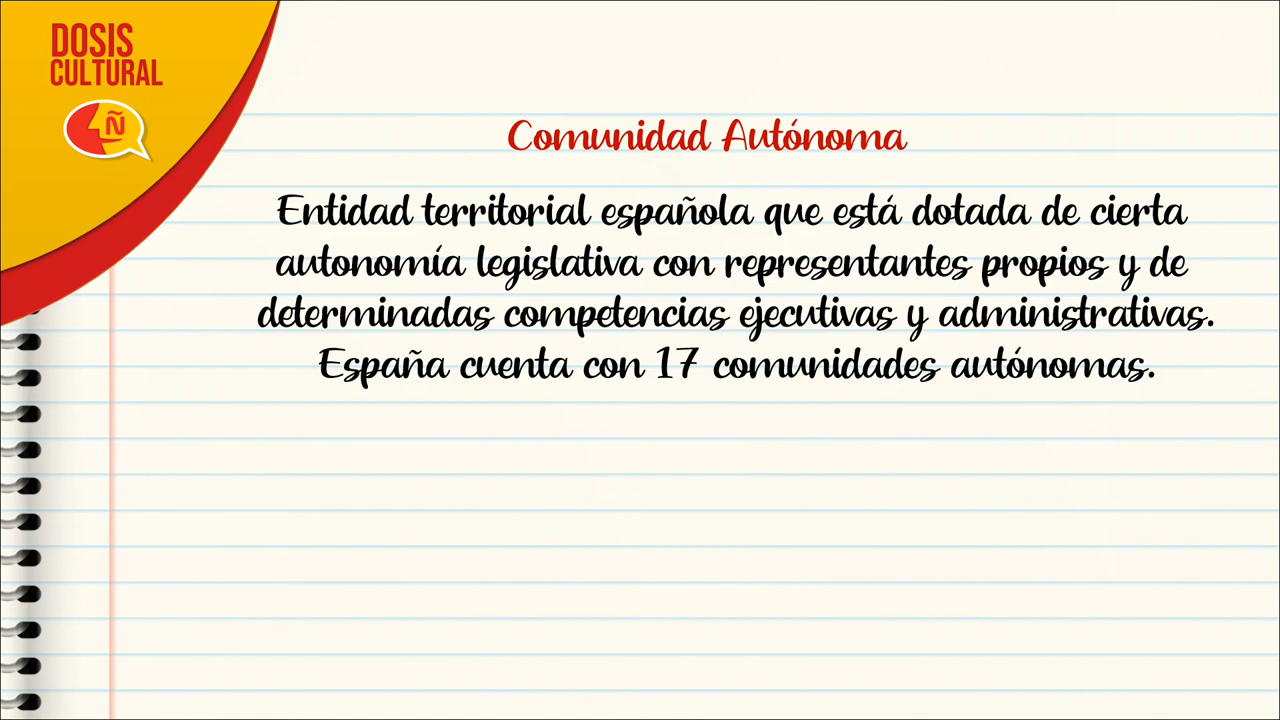 DOSIS
CULTURAL
Ñ
Comunidad Autónoma
Entidad territorial española que está dotada de cierta
autonomía legislativa con representantes propios y de
determinadas competencias ejecutivas y administrativas.
España cuenta con 17 comunidades autónomas.